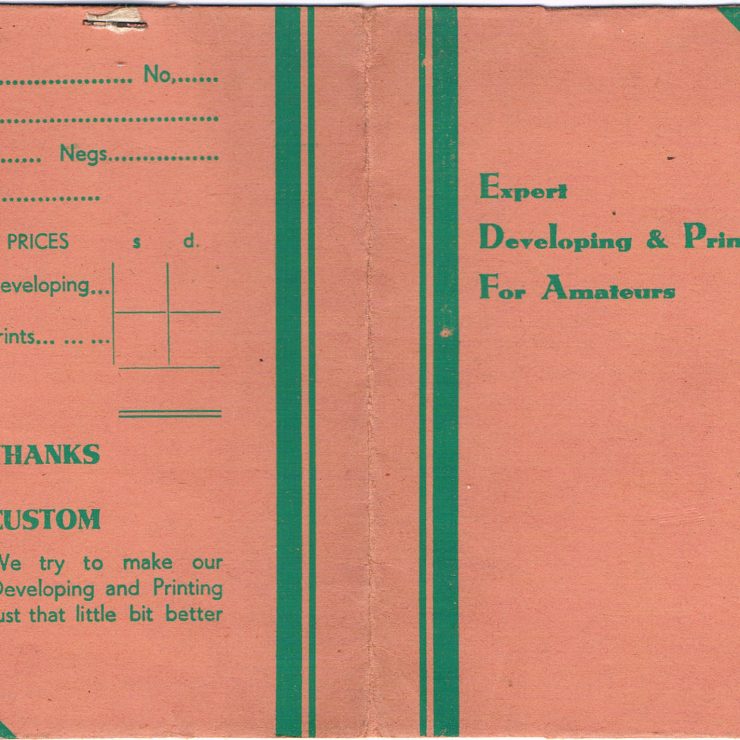 No,......
Negs.
PRICES s d.
eveloping...
rints... ... ...
THANKS
CUSTOM
We try to make our
Developing and Printing
ust that little bit better
Expert
Developing & Prin
For Amateurs